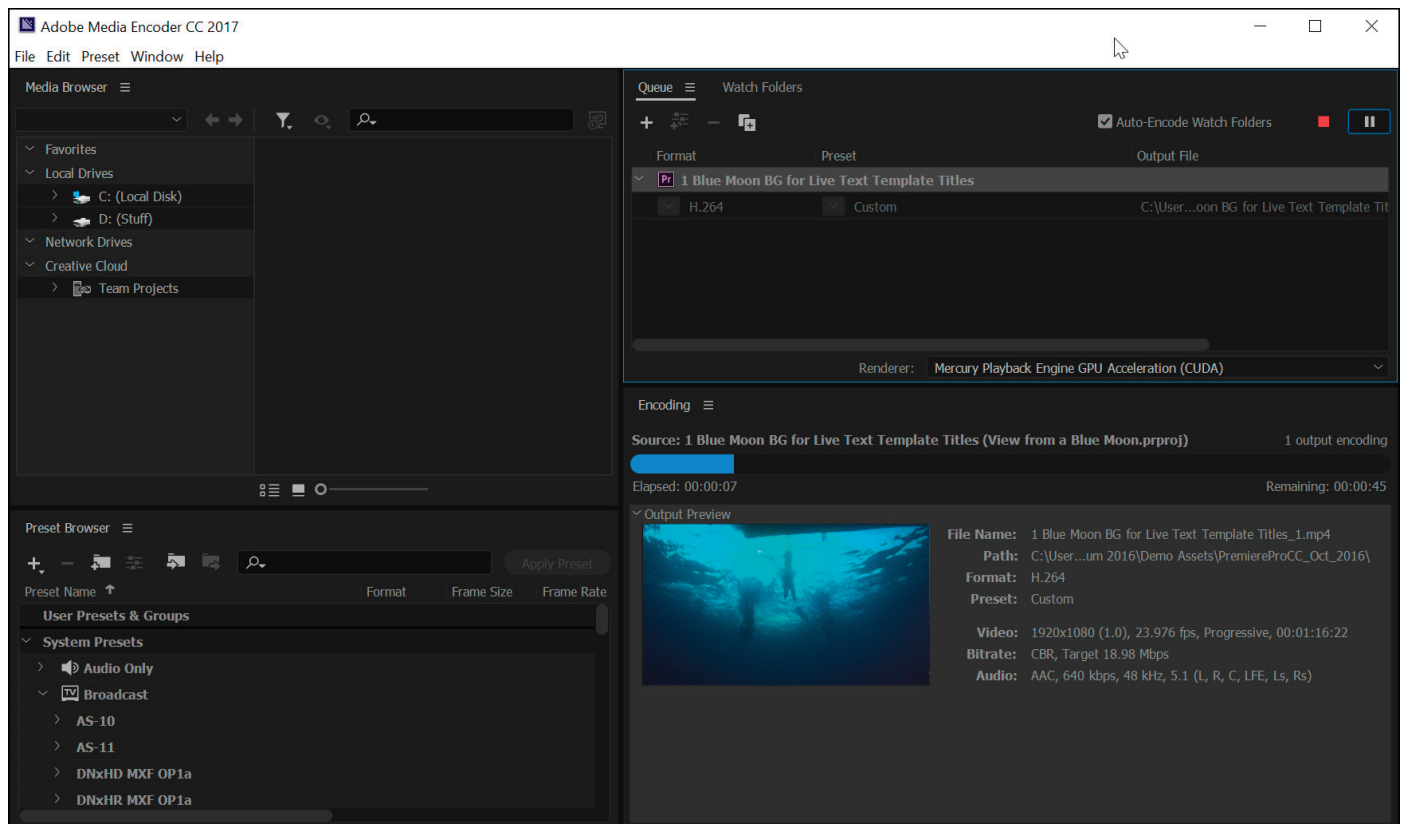 Adobe Media Encoder CC 2017
File Edit Preset Window Help
Media Browser
Favorites
Local Drives
C: (Local Disk)
D: (Stuff)
Network Drives
Creative Cloud
Team Projects
Preset Browser
Apply Preset
Preset Name Format Frame Size Frame Rate
User Presets & Groups
System Presets
Audio Only
TV Broadcast
AS-10
AS-11
DNxHD MXF OP1a
DNxHR MXF OP1a
Queue Watch Folders
Auto-Encode Watch Folders
Format Preset Output File
Pr 1 Blue Moon BG for Live Text Template Titles
H.264 Custom C:\User...oon BG for Live Text Template Tit
Renderer: Mercury Playback Engine GPU Acceleration (CUDA)
Encoding
Source: 1 Blue Moon BG for Live Text Template Titles (View from a Blue Moon.prproj) 1 output encoding
Elapsed: 00:00:07 Remaining: 00:00:45
Output Preview
File Name: 1 Blue Moon BG for Live Text Template Titles_1.mp4
Path: C:\User...um 2016\Demo Assets\PremiereProCC_Oct_2016\
Format: H.264
Preset: Custom
Video: 1920x1080 (1.0), 23.976 fps, Progressive, 00:01:16:22
Bitrate: CBR, Target 18.98 Mbps
Audio: AAC, 640 kbps, 48 kHz, 5.1 (L, R, C, LFE, Ls, Rs)